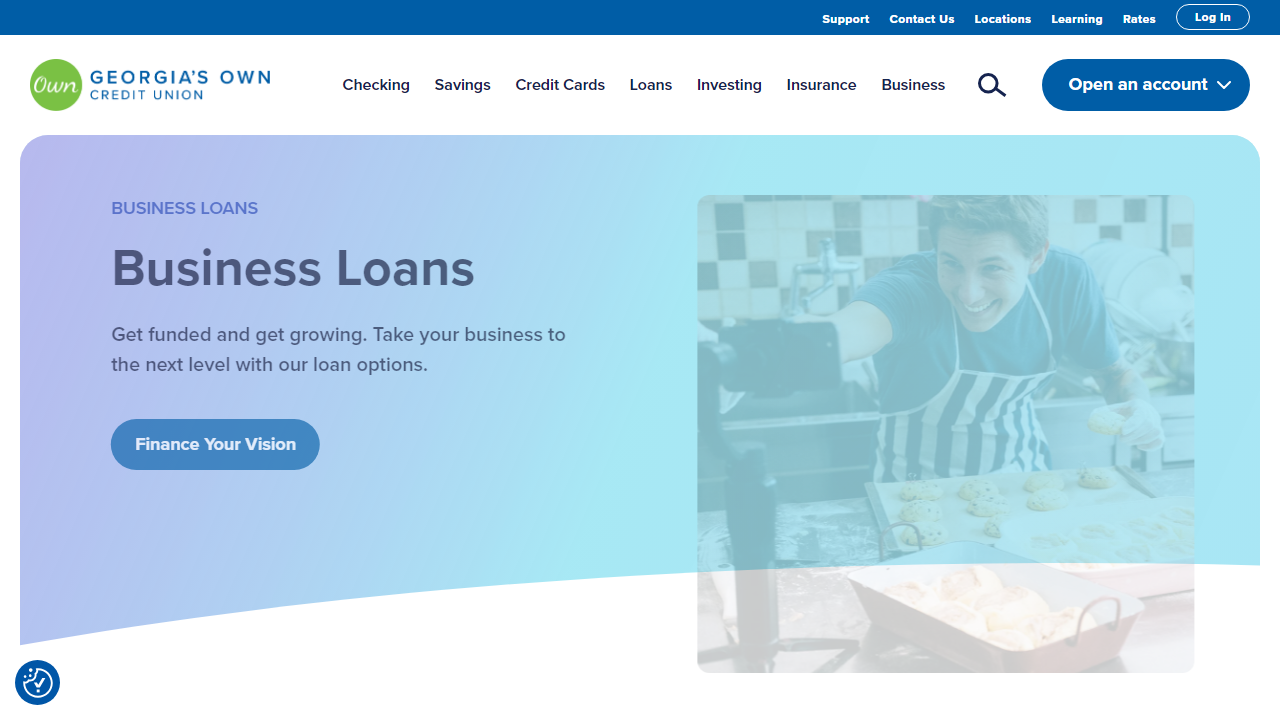 Support Contact Us Locations Learning Rates Log In
Own GEORGIA'S OWN
CREDIT UNION
Checking Savings Credit Cards Loans Investing Insurance Business Open an account
BUSINESS LOANS
Business Loans
Get funded and get growing. Take your business to
the next level with our loan options.
Finance Your Vision